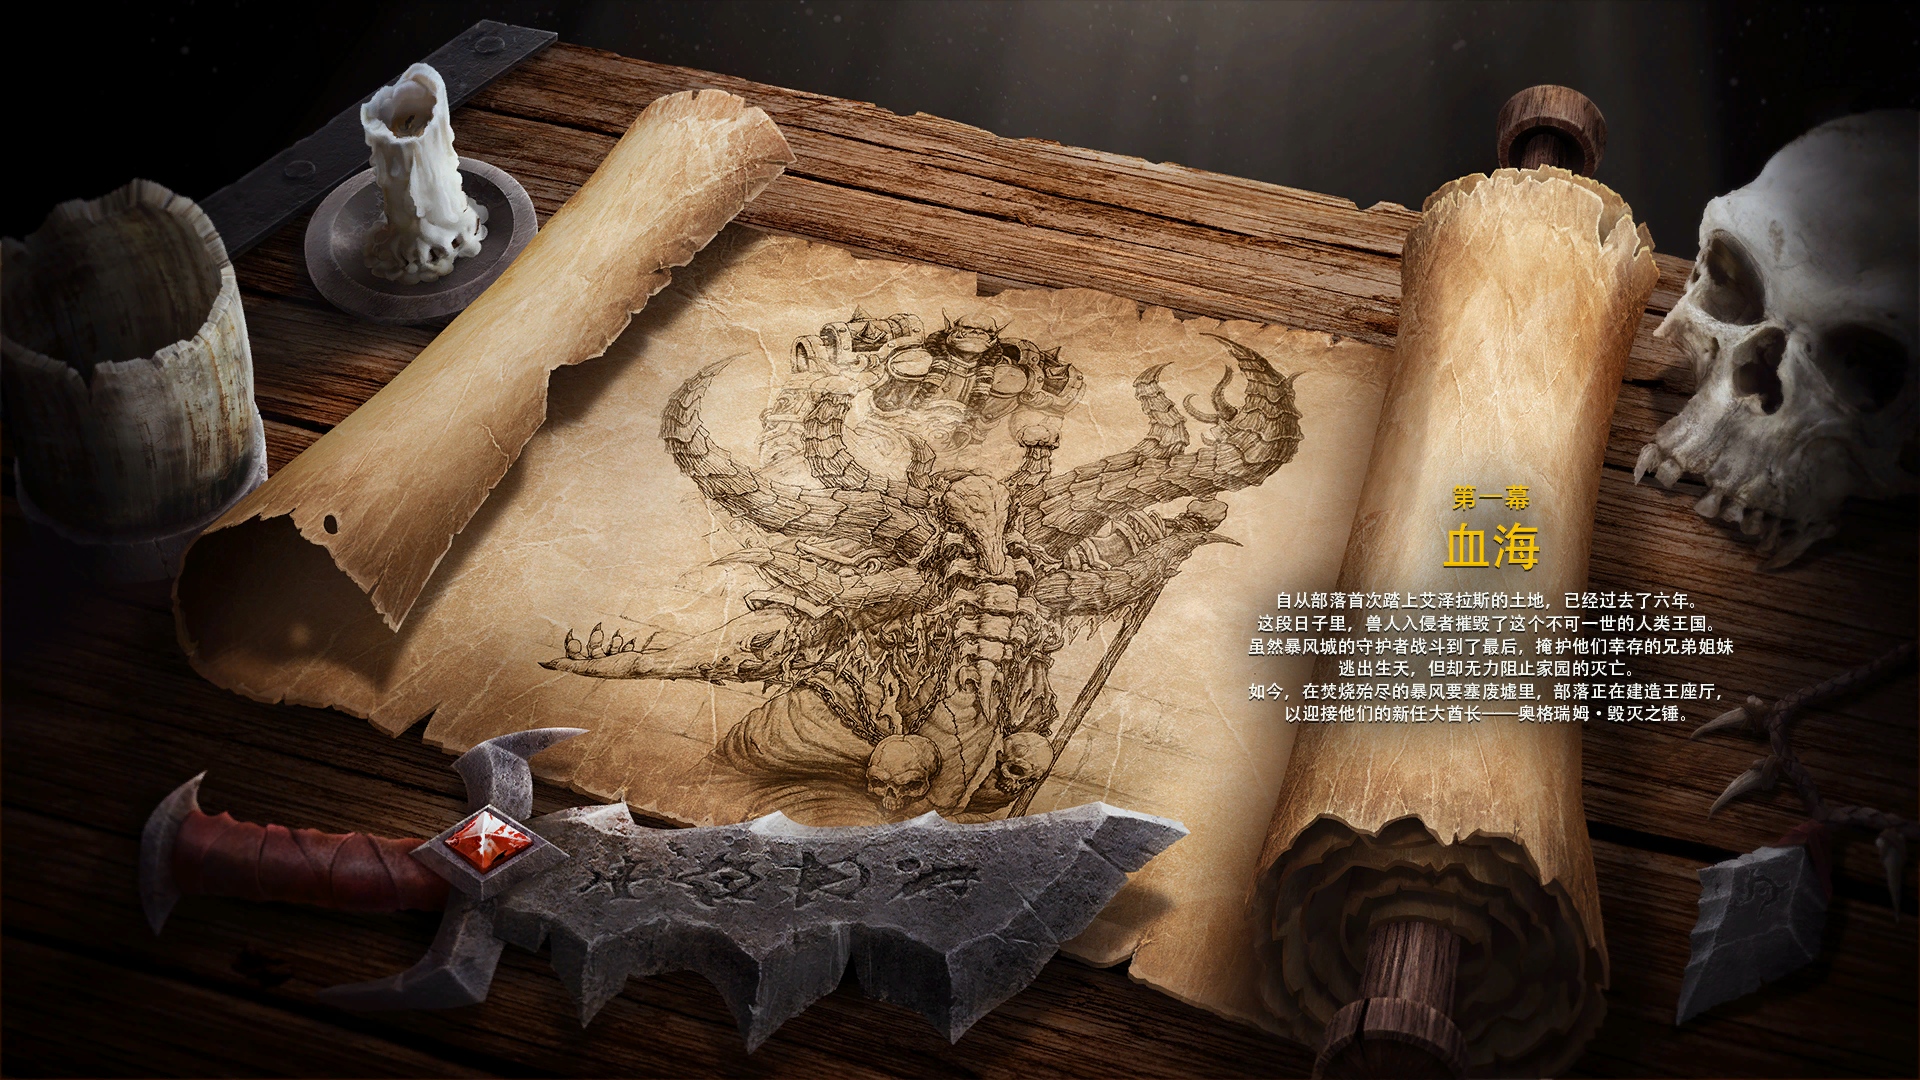 第一幕
血海
自从部落首次踏上艾泽拉斯的土地，已经过去了六年。
这段日子里，兽人入侵者摧毁了这个不可一世的人类王国。
虽然暴风城的守护者战斗到了最后，掩护他们幸存的兄弟姐妹
逃出生天，但却无力阻止家园的灭亡。
如今，在焚烧殆尽的暴风要塞废墟里，部落正在建造王座厅，
以迎接他们的新任大酋长——奥格瑞姆·毁灭之锤。